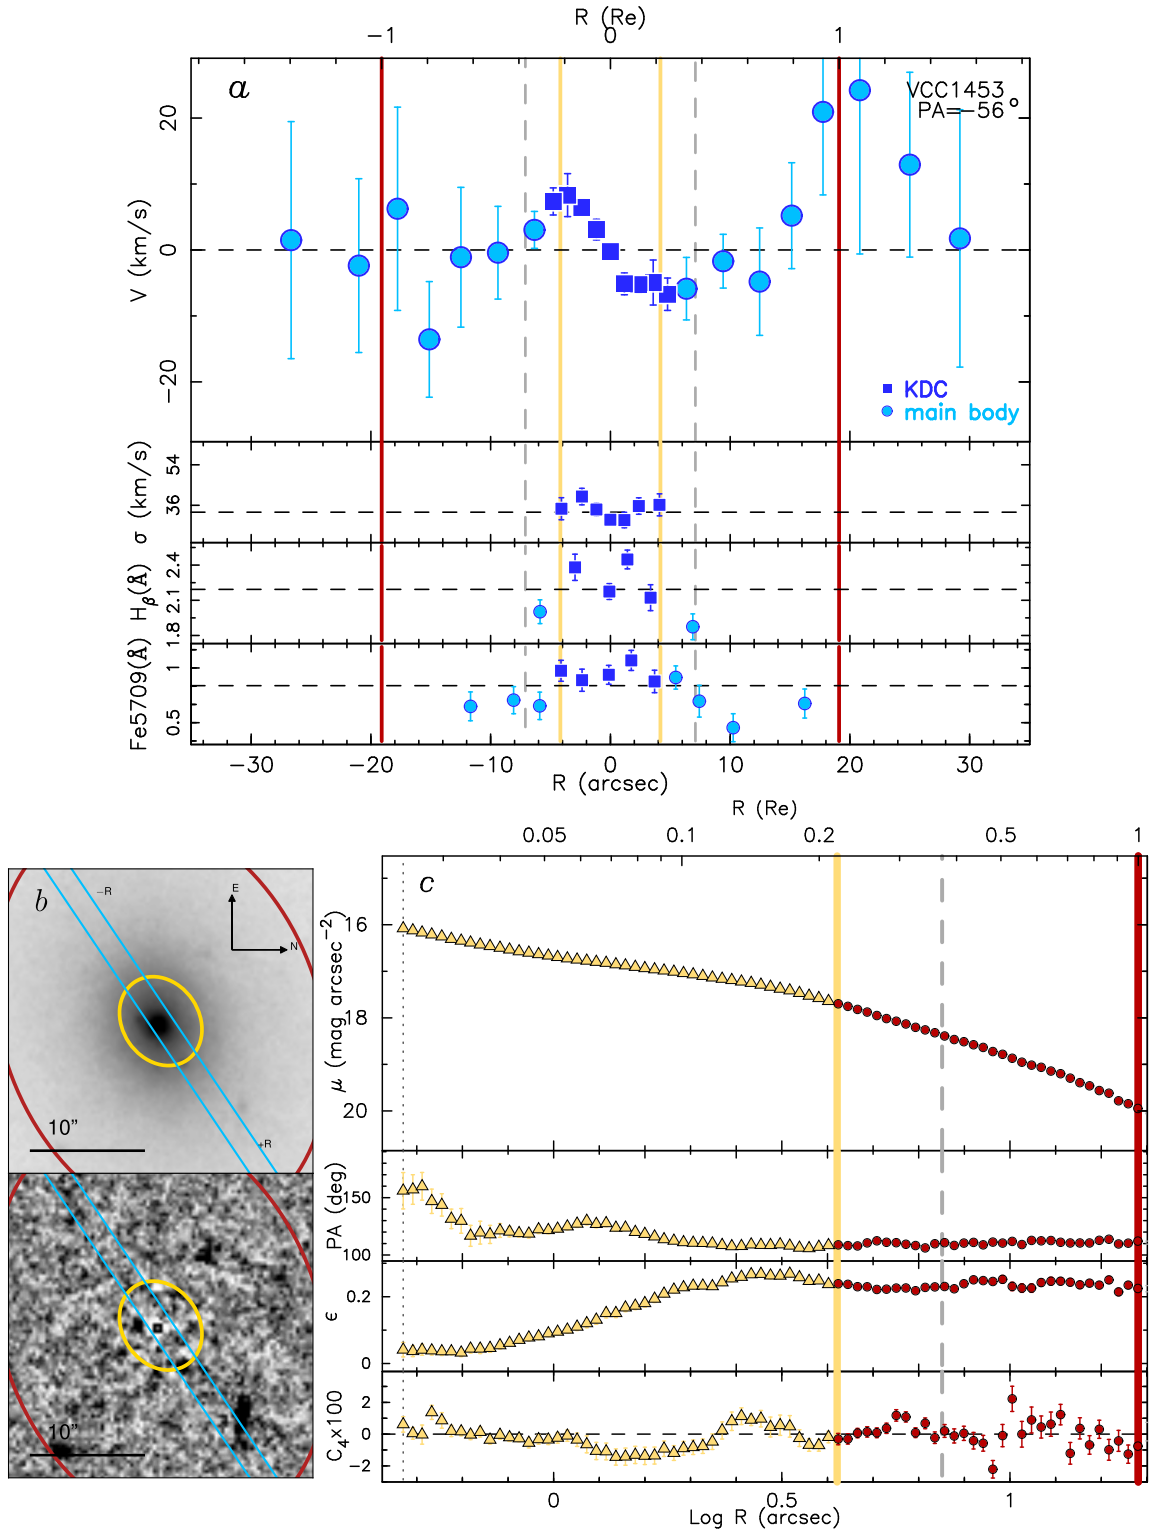 R (Re)
−1 0 1
a
VCC1453
PA=−56°
20
0
−20
V (km/s)
KDC
main body
54
36
σ (km/s)
2.4
2.1
1.8
Hβ(Å)
1
0.5
Fe5709(Å)
−30 −20 −10 0 10 20 30
R (arcsec)
R (Re)
0.05 0.1 0.2 0.5 1
b
−R
E
N
10”
+R
10”
c
16
18
20
μ (mag arcsec−2)
150
100
PA (deg)
0.2
0
ϵ
2
0
−2
C4x100
0 0.5 1
Log R (arcsec)